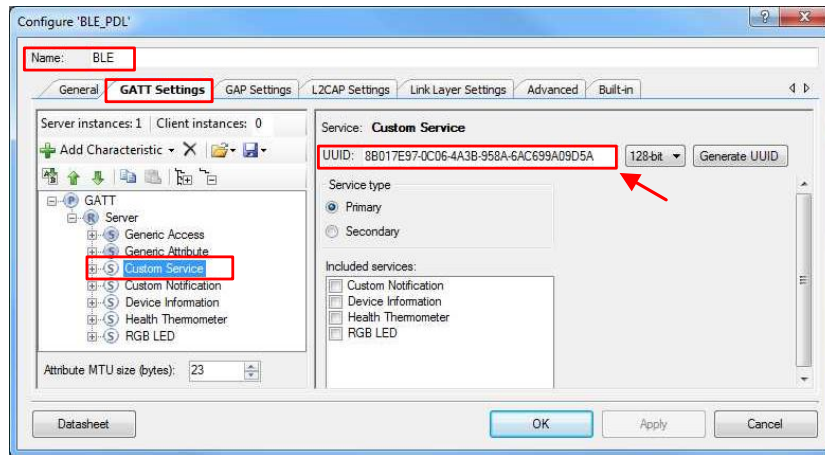 Configure 'BLE_PDL'
Name: BLE
General GATT Settings GAP Settings L2CAP Settings Link Layer Settings Advanced Built-in
Server instances: 1 Client instances: 0
Add Characteristic
GATT
Server
Generic Access
Generic Attribute
Custom Service
Custom Notification
Device Information
Health Thermometer
RGB LED
Attribute MTU size (bytes): 23
Service: Custom Service
UUID: 8B017E97-0C06-4A3B-958A-6AC699A09D5A 128-bit Generate UUID
Service type
Primary
Secondary
Included services:
Custom Notification
Device Information
Health Thermometer
RGB LED
Datasheet OK Apply Cancel